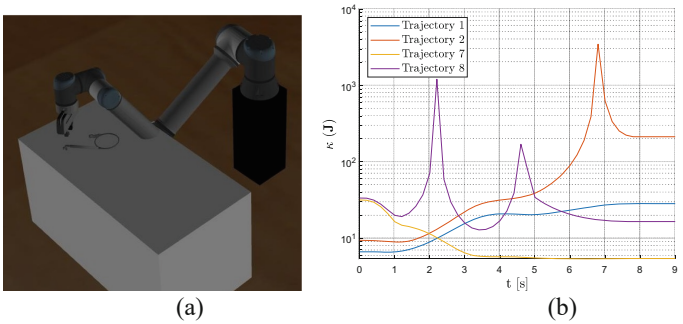 10^4
10^3
10^2
10^1
κ (J)
Trajectory 1
Trajectory 2
Trajectory 7
Trajectory 8
0 1 2 3 4 5 6 7 8 9
t [s]
(a) (b)